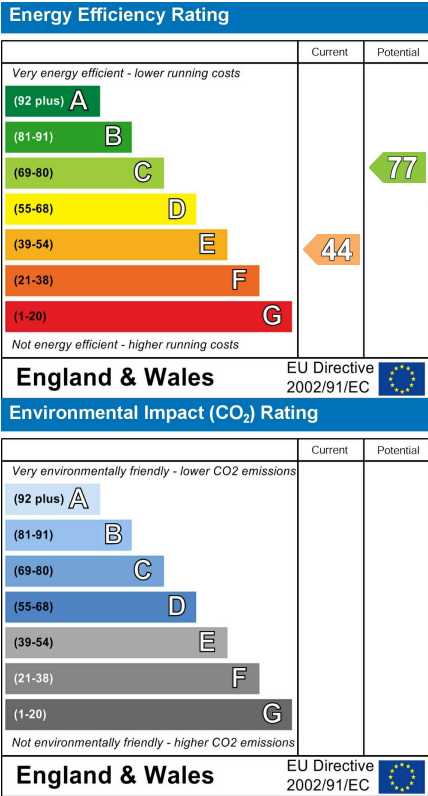 Energy Efficiency Rating
Current Potential
Very energy efficient - lower running costs
(92 plus) A
(81-91) B
(69-80) C
77
(55-68) D
(39-54) E
44
(21-38) F
(1-20) G
Not energy efficient - higher running costs
England & Wales
EU Directive
2002/91/EC
Environmental Impact (CO₂) Rating
Current Potential
Very environmentally friendly - lower CO2 emissions
(92 plus) A
(81-91) B
(69-80) C
(55-68) D
(39-54) E
(21-38) F
(1-20) G
Not environmentally friendly - higher CO2 emissions
England & Wales
EU Directive
2002/91/EC